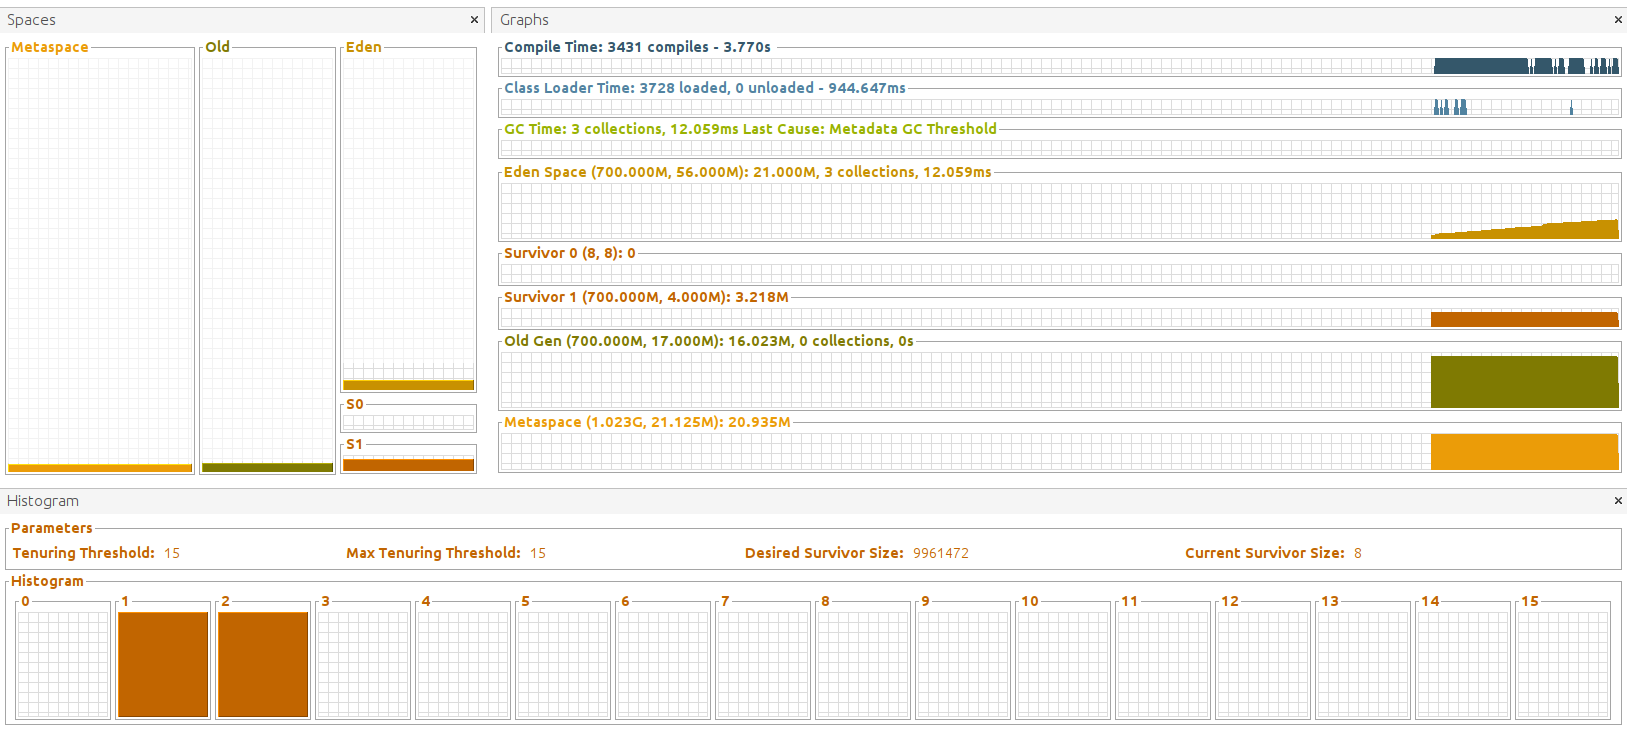 Spaces
Metaspace
Old
Eden
S0
S1
Graphs
Compile Time: 3431 compiles - 3.770s
Class Loader Time: 3728 loaded, 0 unloaded - 944.647ms
GC Time: 3 collections, 12.059ms Last Cause: Metadata GC Threshold
Eden Space (700.000M, 56.000M): 21.000M, 3 collections, 12.059ms
Survivor 0 (8, 8): 0
Survivor 1 (700.000M, 4.000M): 3.218M
Old Gen (700.000M, 17.000M): 16.023M, 0 collections, 0s
Metaspace (1.023G, 21.125M): 20.935M
Histogram
Parameters
Tenuring Threshold: 15 Max Tenuring Threshold: 15 Desired Survivor Size: 9961472 Current Survivor Size: 8
Histogram
0 1 2 3 4 5 6 7 8 9 10 11 12 13 14 15